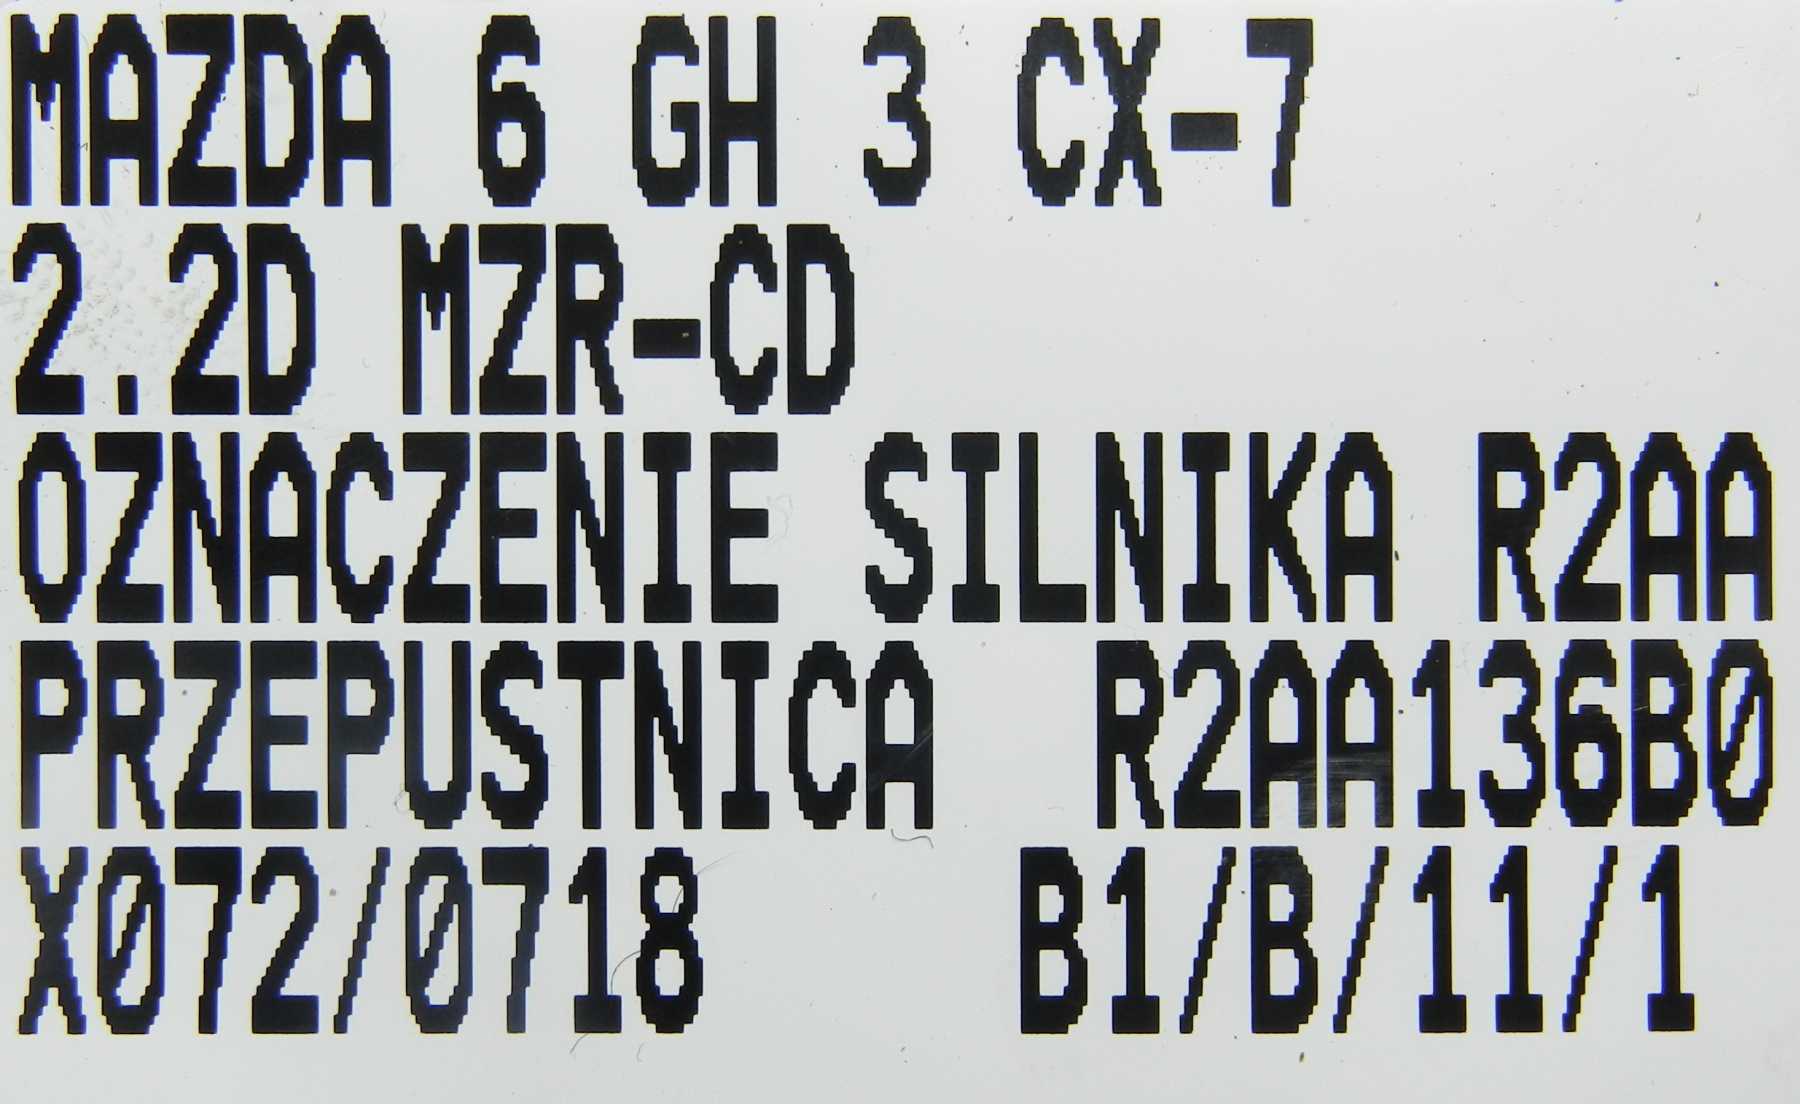 MAZDA 6 GH 3 CX-7
2.2D MZR-CD
OZNACZENIE SILNIKA R2AA
PRZEPUSTNICA R2AA136B0
X072/0718 B1/B/11/1